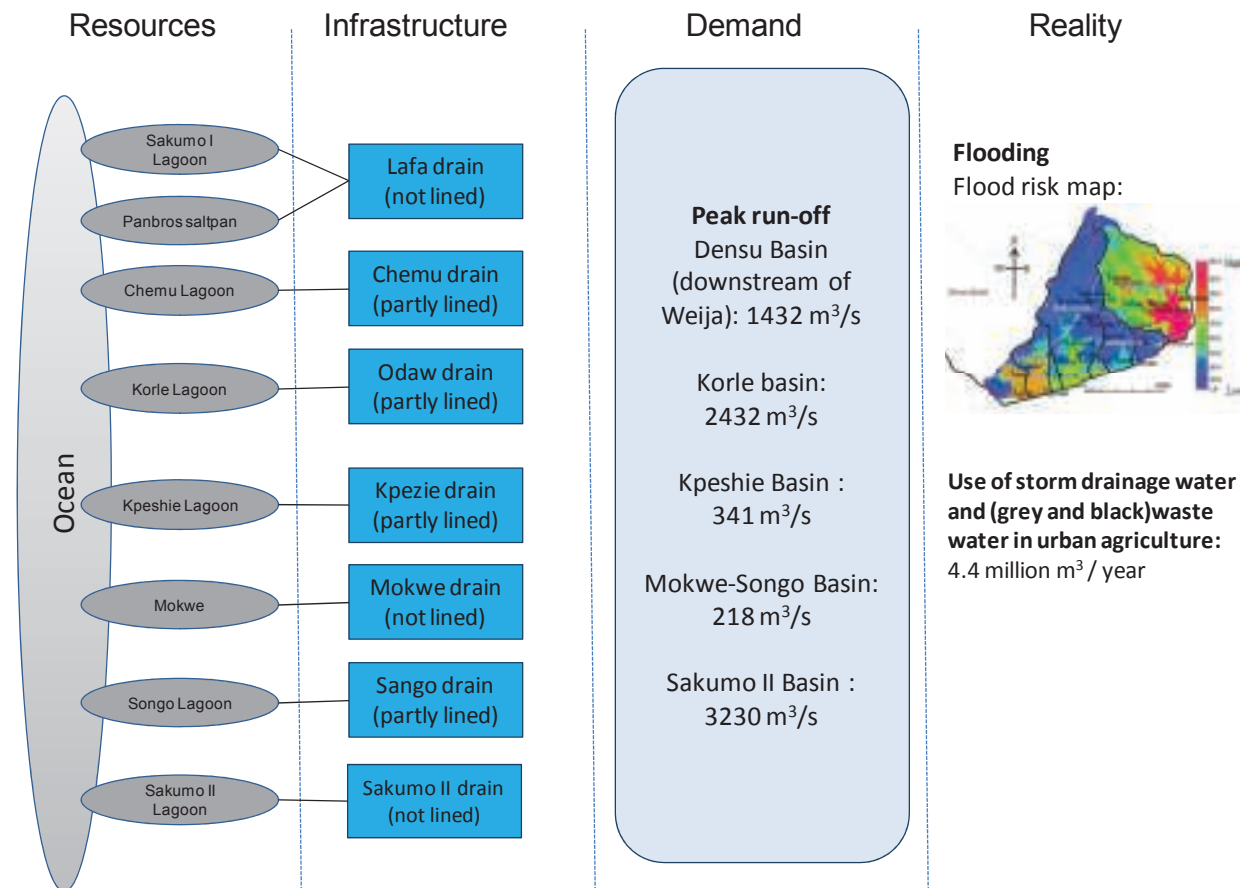 Resources
Infrastructure
Demand
Reality
Ocean
Sakumo I
Lagoon
Panbros saltpan
Chemu Lagoon
Korle Lagoon
Kpeshie Lagoon
Mokwe
Songo Lagoon
Sakumo II
Lagoon
Lafa drain
(not lined)
Chemu drain
(partly lined)
Odaw drain
(partly lined)
Kpezie drain
(partly lined)
Mokwe drain
(not lined)
Sango drain
(partly lined)
Sakumo II drain
(not lined)
Peak run-off
Densu Basin
(downstream of
Weija): 1432 m³/s
Korle basin:
2432 m³/s
Kpeshie Basin :
341 m³/s
Mokwe-Songo Basin:
218 m³/s
Sakumo II Basin :
3230 m³/s
Flooding
Flood risk map:
Use of storm drainage water
and (grey and black)waste
water in urban agriculture:
4.4 million m³ / year